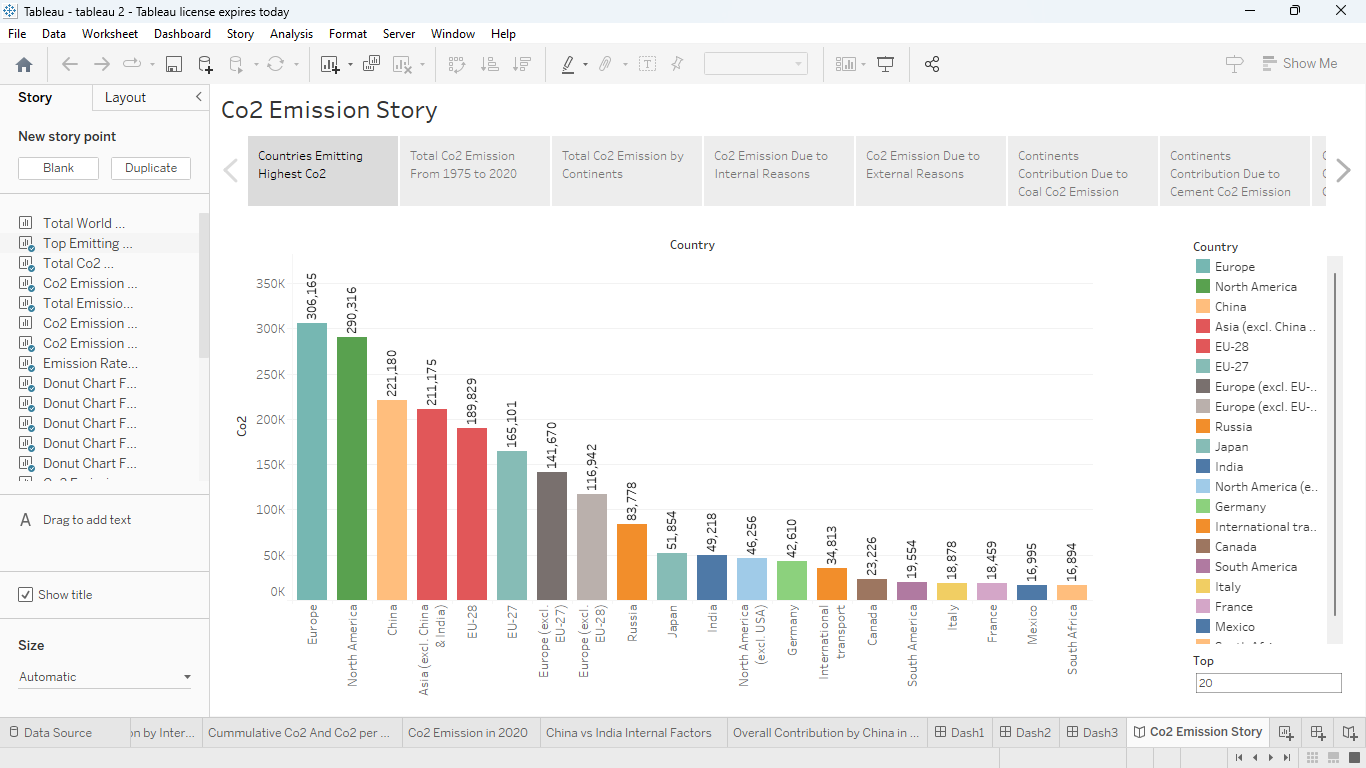 Tableau - tableau 2 - Tableau license expires today
File Data Worksheet Dashboard Story Analysis Format Server Window Help
Show Me
Story Layout
New story point
Blank Duplicate
Total World ...
Top Emitting ...
Total Co2 ...
Co2 Emission ...
Total Emissio...
Co2 Emission ...
Co2 Emission ...
Emission Rate...
Donut Chart F...
Donut Chart F...
Donut Chart F...
Donut Chart F...
Donut Chart F...
A Drag to add text
Show title
Size
Automatic
Co2 Emission Story
Countries Emitting
Highest Co2
Total Co2 Emission
From 1975 to 2020
Total Co2 Emission by
Continents
Co2 Emission Due to
Internal Reasons
Co2 Emission Due to
External Reasons
Continents
Contribution Due to
Coal Co2 Emission
Continents
Contribution Due to
Cement Co2 Emission
Country
Co2
350K
300K
250K
200K
150K
100K
50K
0K
306,165
290,316
221,180
211,175
189,829
165,101
141,670
116,942
83,778
51,854
49,218
46,256
42,610
34,813
23,226
19,554
18,878
18,459
16,995
16,894
Europe
North America
China
Asia (excl. China
& India)
EU-28
EU-27
Europe (excl.
EU-27)
Europe (excl.
EU-28)
Russia
Japan
India
North America
(excl. USA)
Germany
International
transport
Canada
South America
Italy
France
Mexico
South Africa
Country
Europe
North America
China
Asia (excl. China ..
EU-28
EU-27
Europe (excl. EU-..
Europe (excl. EU-..
Russia
Japan
India
North America (e..
Germany
International tra..
Canada
South America
Italy
France
Mexico
Top
20
Data Source
on by Inter...
Cummulative Co2 And Co2 per ...
Co2 Emission in 2020
China vs India Internal Factors
Overall Contribution by China in ...
Dash1
Dash2
Dash3
Co2 Emission Story